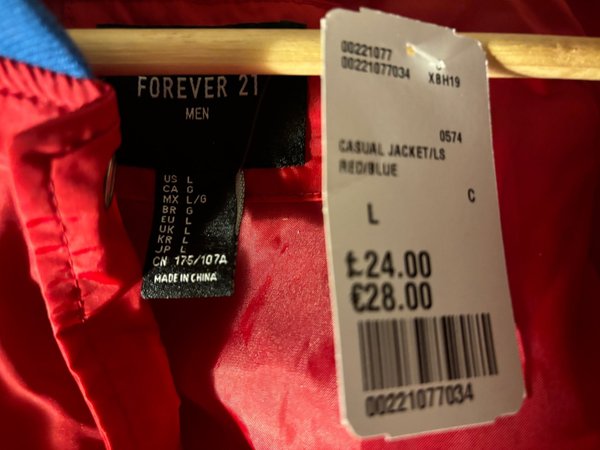 FOREVER 21
MEN
US L
CA G
MX L/G
BR G
EU L
UK L
KR L
JP L
CN 175/107A
MADE IN CHINA
00221077
00221077034 XBH19
0574
CASUAL JACKET/LS
RED/BLUE
C
L
£24.00
€28.00
00221077034